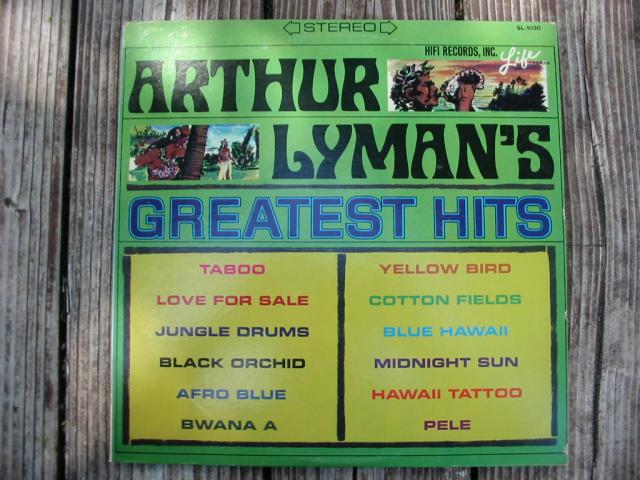 STEREO
SL-1030
HIFI RECORDS, INC.
Life
ARTHUR
LYMAN'S
GREATEST HITS
TABOO
LOVE FOR SALE
JUNGLE DRUMS
BLACK ORCHID
AFRO BLUE
BWANA A
YELLOW BIRD
COTTON FIELDS
BLUE HAWAII
MIDNIGHT SUN
HAWAII TATTOO
PELE